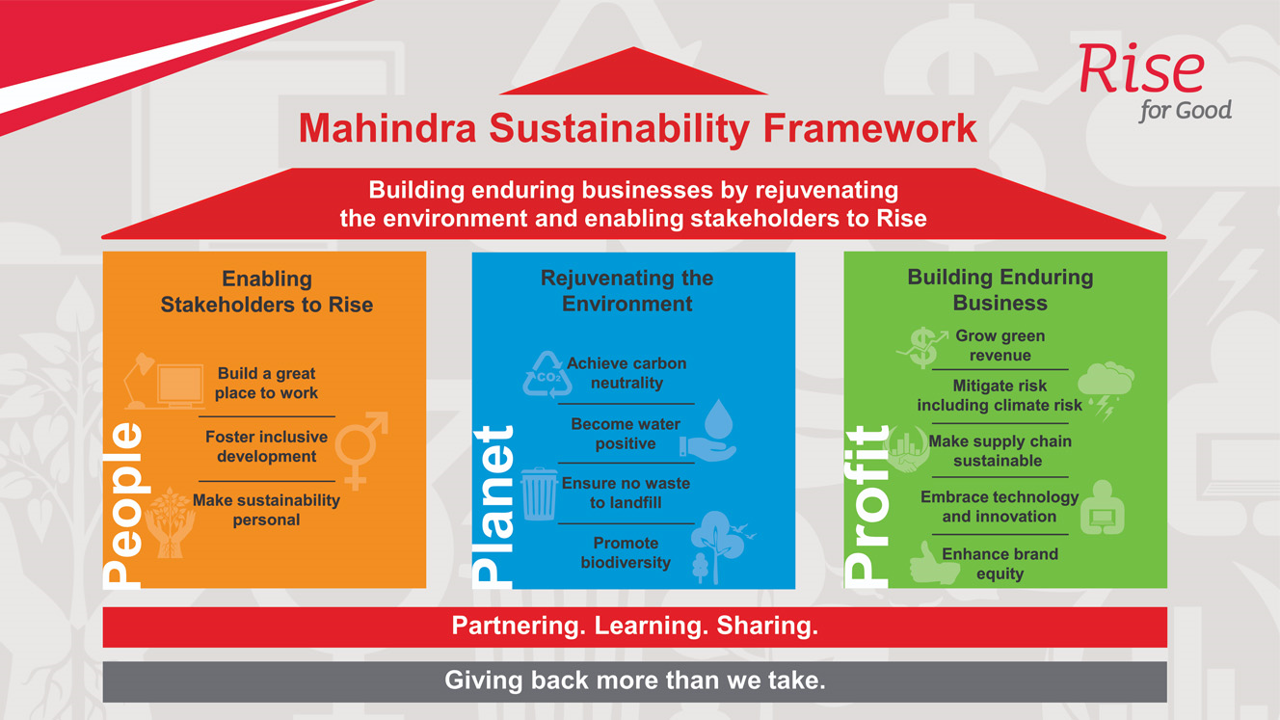 Rise
for Good
Mahindra Sustainability Framework
Building enduring businesses by rejuvenating
the environment and enabling stakeholders to Rise
People
Enabling
Stakeholders to Rise
Build a great
place to work
Foster inclusive
development
Make sustainability
personal
Planet
Rejuvenating the
Environment
CO₂
Achieve carbon
neutrality
Become water
positive
Ensure no waste
to landfill
Promote
biodiversity
Profit
Building Enduring
Business
Grow green
revenue
Mitigate risk
including climate risk
Make supply chain
sustainable
Embrace technology
and innovation
Enhance brand
equity
Partnering. Learning. Sharing.
Giving back more than we take.